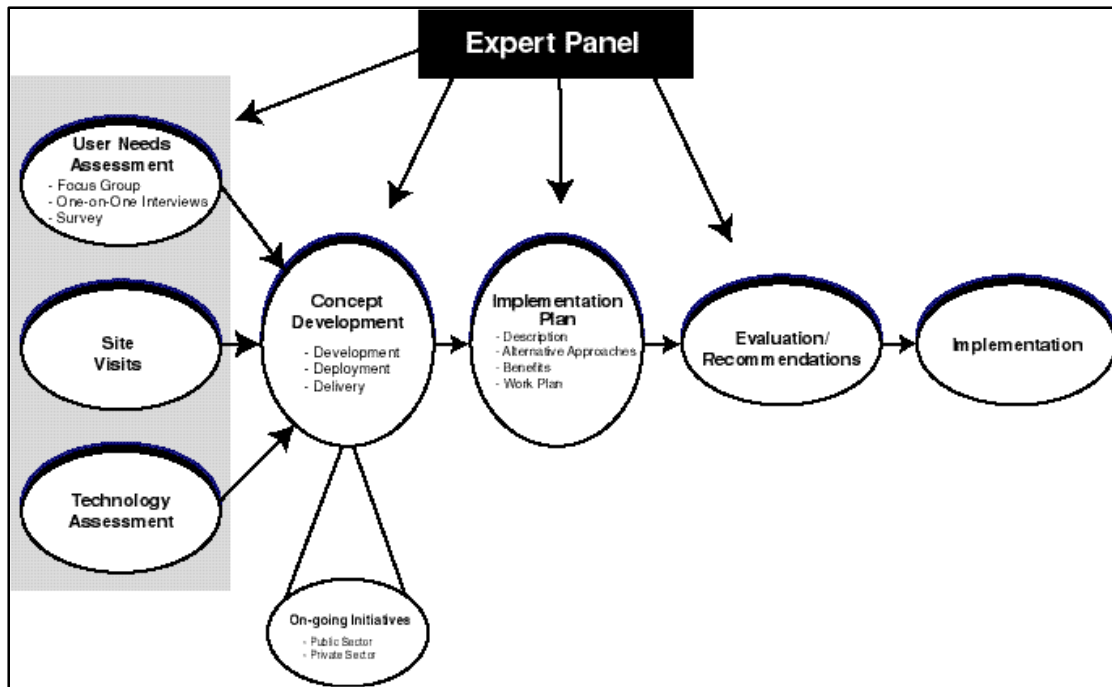 Expert Panel
User Needs
Assessment
- Focus Group
- One-on-One Interviews
- Survey
Site
Visits
Technology
Assessment
Concept
Development
- Development
- Deployment
- Delivery
On-going Initiatives
- Public Sector
- Private Sector
Implementation
Plan
- Description
- Alternative Approaches
- Benefits
- Work Plan
Evaluation/
Recommendations
Implementation